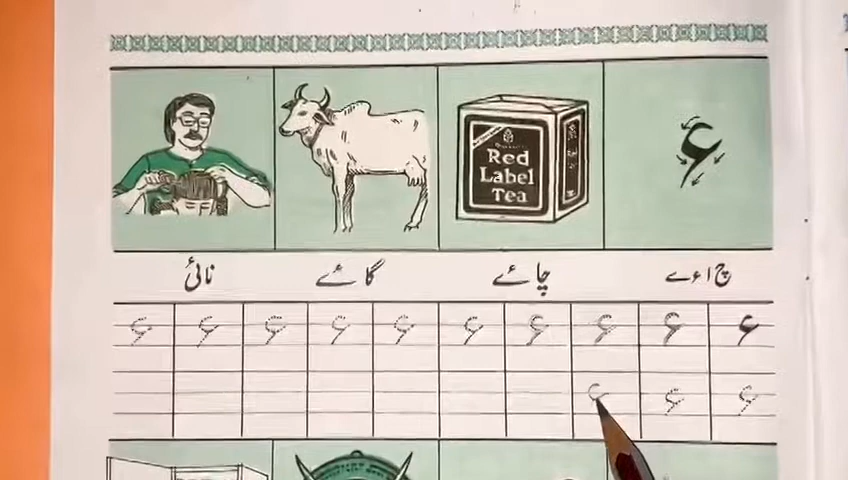 ء
Red
Label
Tea
چ ا ء ے چائے گائے نائی
ء ء ء ء ء ء ء ء ء ء
ء ء ء